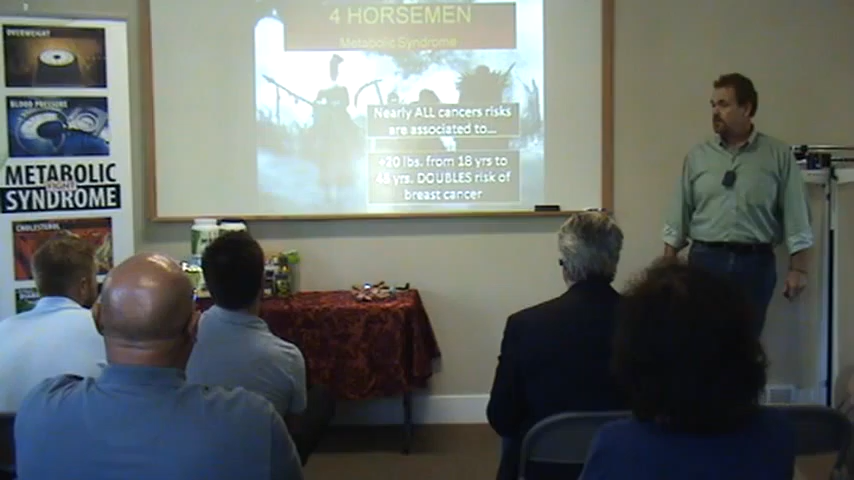 OVERWEIGHT
BLOOD PRESSURE
METABOLIC
FIGHT
SYNDROME
CHOLESTEROL
4 HORSEMEN
Metabolic Syndrome
Nearly ALL cancers risks
are associated to...
+20 lbs. from 18 yrs to
48 yrs. DOUBLES risk of
breast cancer